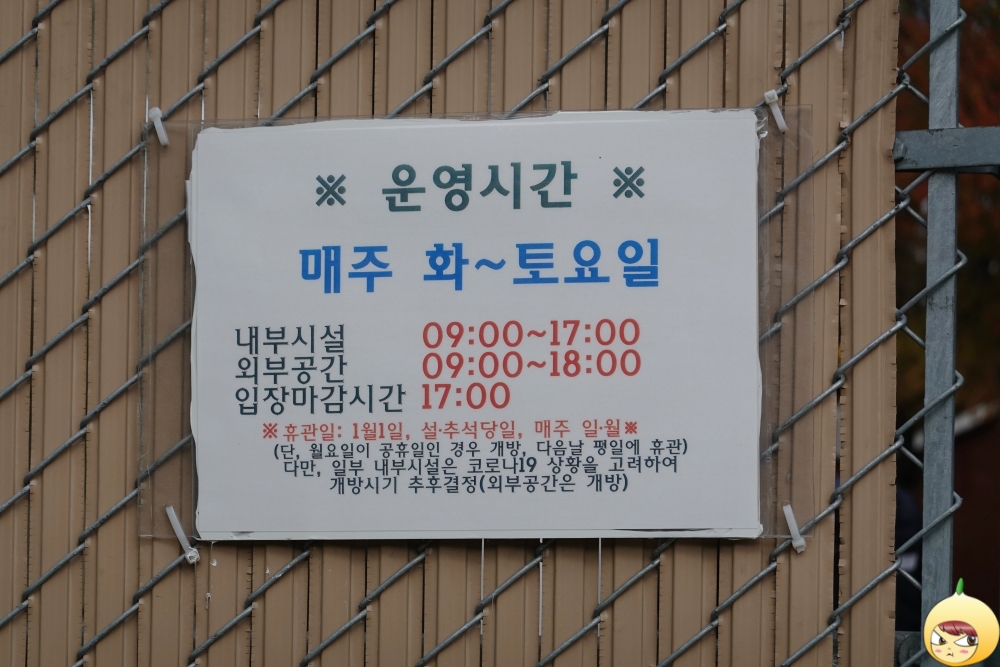 ※ 운영시간 ※
매주 화~토요일
내부시설 09:00~17:00
외부공간 09:00~18:00
입장마감시간 17:00
※휴관일: 1월1일, 설·추석당일, 매주 일·월※
(단, 월요일이 공휴일인 경우 개방, 다음날 평일에 휴관)
다만, 일부 내부시설은 코로나19 상황을 고려하여
개방시기 추후결정(외부공간은 개방)